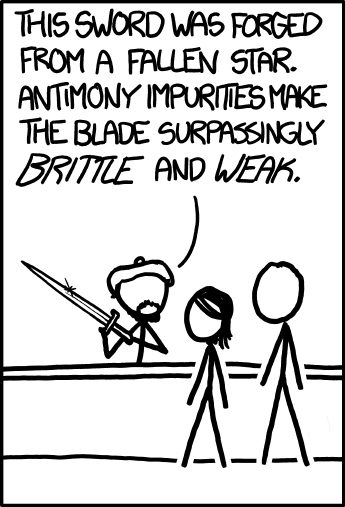 THIS SWORD WAS FORGED
FROM A FALLEN STAR.
ANTIMONY IMPURITIES MAKE
THE BLADE SURPASSINGLY
BRITTLE AND WEAK.